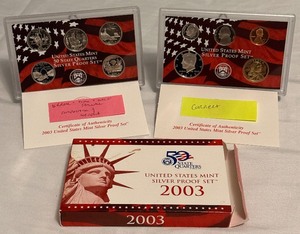 UNITED STATES MINT
50 STATE QUARTERS
SILVER PROOF SET
UNITED STATES MINT
SILVER PROOF SET
Certificate of Authenticity
2003 United States Mint Silver Proof Set
Certificate of Authenticity
2003 United States Mint Silver Proof Set
50
STATE
QUARTERS
UNITED STATES MINT
SILVER PROOF SET
2003
2003